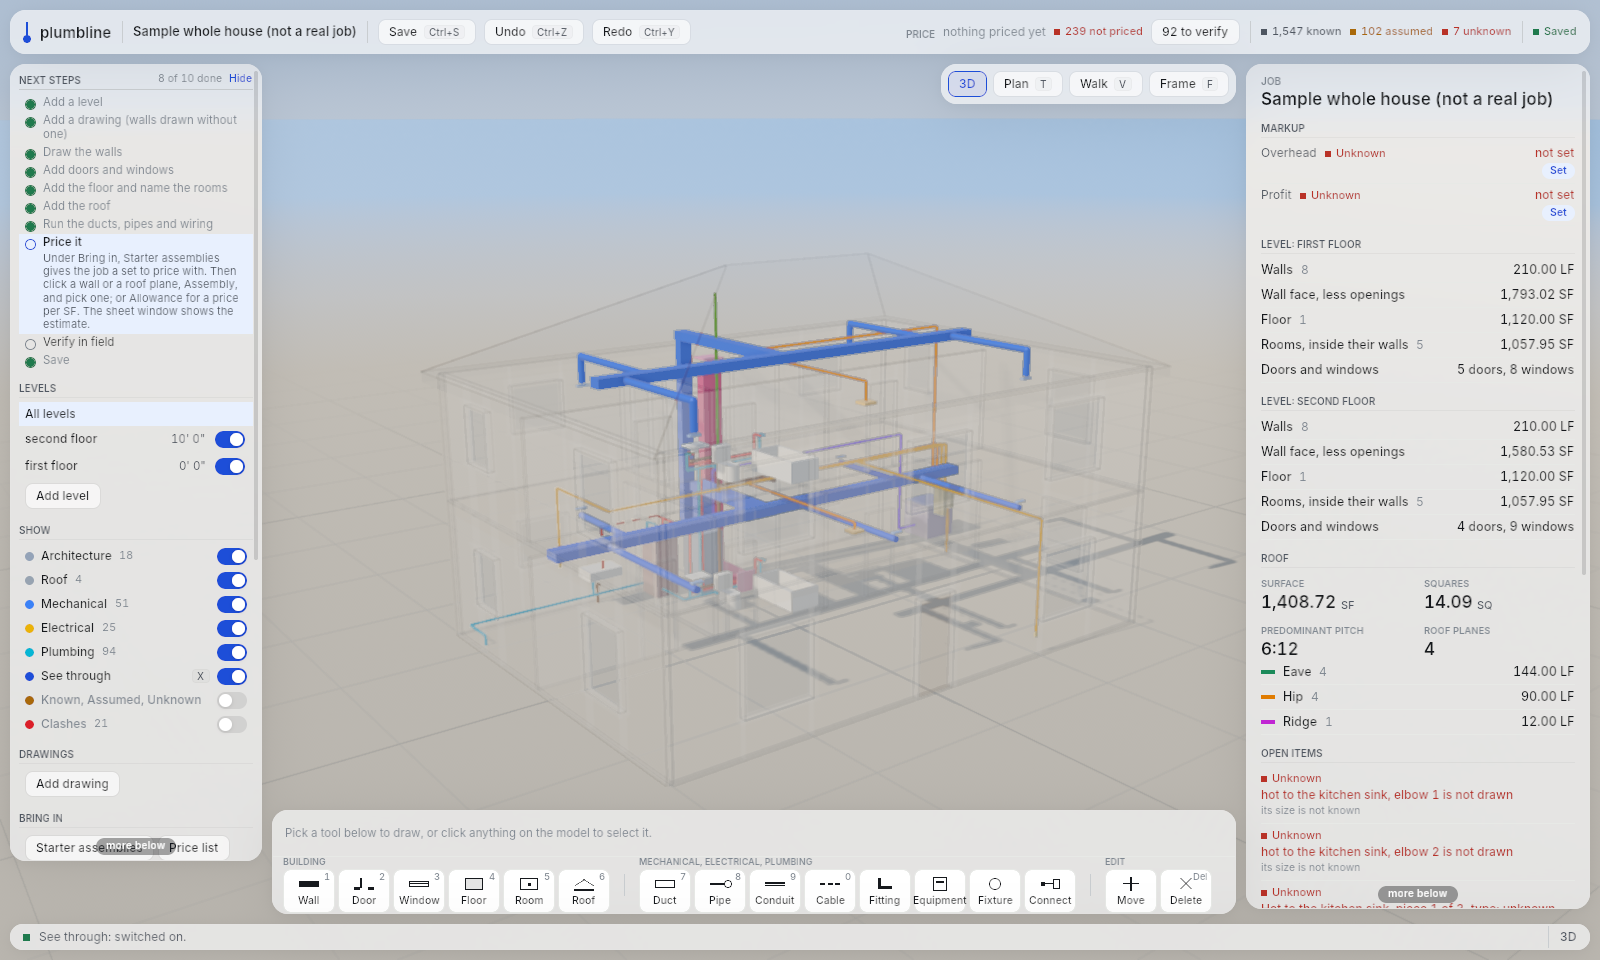 plumbline
Sample whole house (not a real job)
Save Ctrl+S
Undo Ctrl+Z
Redo Ctrl+Y
PRICE nothing priced yet
239 not priced
92 to verify
1,547 known
102 assumed
7 unknown
Saved
NEXT STEPS
8 of 10 done Hide
Add a level
Add a drawing (walls drawn without
one)
Draw the walls
Add doors and windows
Add the floor and name the rooms
Add the roof
Run the ducts, pipes and wiring
Price it
Under Bring in, Starter assemblies
gives the job a set to price with. Then
click a wall or a roof plane, Assembly,
and pick one; or Allowance for a price
per SF. The sheet window shows the
estimate.
Verify in field
Save
LEVELS
All levels
second floor 10' 0"
first floor 0' 0"
Add level
SHOW
Architecture 18
Roof 4
Mechanical 51
Electrical 25
Plumbing 94
See through X
Known, Assumed, Unknown
Clashes 21
DRAWINGS
Add drawing
BRING IN
Starter assemblies
more below
Price list
3D
Plan T
Walk V
Frame F
Pick a tool below to draw, or click anything on the model to select it.
BUILDING
Wall 1
Door 2
Window 3
Floor 4
Room 5
Roof 6
MECHANICAL, ELECTRICAL, PLUMBING
Duct 7
Pipe 8
Conduit 9
Cable 0
Fitting
Equipment
Fixture
Connect
EDIT
Move
Delete Del
JOB
Sample whole house (not a real job)
MARKUP
Overhead Unknown not set
Set
Profit Unknown not set
Set
LEVEL: FIRST FLOOR
Walls 8 210.00 LF
Wall face, less openings 1,793.02 SF
Floor 1 1,120.00 SF
Rooms, inside their walls 5 1,057.95 SF
Doors and windows 5 doors, 8 windows
LEVEL: SECOND FLOOR
Walls 8 210.00 LF
Wall face, less openings 1,580.53 SF
Floor 1 1,120.00 SF
Rooms, inside their walls 5 1,057.95 SF
Doors and windows 4 doors, 9 windows
ROOF
SURFACE SQUARES
1,408.72 SF 14.09 SQ
PREDOMINANT PITCH ROOF PLANES
6:12 4
Eave 4 144.00 LF
Hip 4 90.00 LF
Ridge 1 12.00 LF
OPEN ITEMS
Unknown
hot to the kitchen sink, elbow 1 is not drawn
its size is not known
Unknown
hot to the kitchen sink, elbow 2 is not drawn
its size is not known
Unknown
more below
See through: switched on.
3D